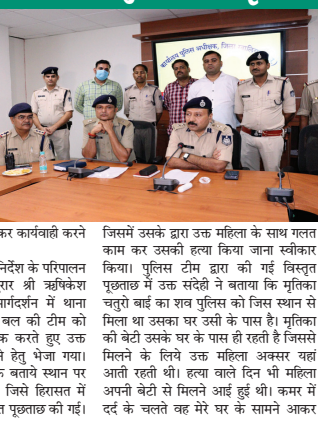 कार्यालय पुलिस अधीक्षक, जिला
कर कार्यवाही करने
निर्देश के परिपालन
रार श्री ऋषिकेश
मार्गदर्शन में थाना
बल की टीम को
क करते हुए उक्त
हेतु भेजा गया।
बताये स्थान पर
जिसे हिरासत में
त पूछताछ की गई।
जिसमें उसके द्वारा उक्त महिला के साथ गलत
काम कर उसकी हत्या किया जाना स्वीकार
किया। पुलिस टीम द्वारा की गई विस्तृत
पूछताछ में उक्त संदेही ने बताया कि मृतिका
चतुरो बाई का शव पुलिस को जिस स्थान से
मिला था उसका घर उसी के पास है। मृतिका
की बेटी उसके घर के पास ही रहती है जिससे
मिलने के लिये उक्त महिला अक्सर यहां
आती रहती थी। हत्या वाले दिन भी महिला
अपनी बेटी से मिलने आई हुई थी। कमर में
दर्द के चलते वह मेरे घर के सामने आकर